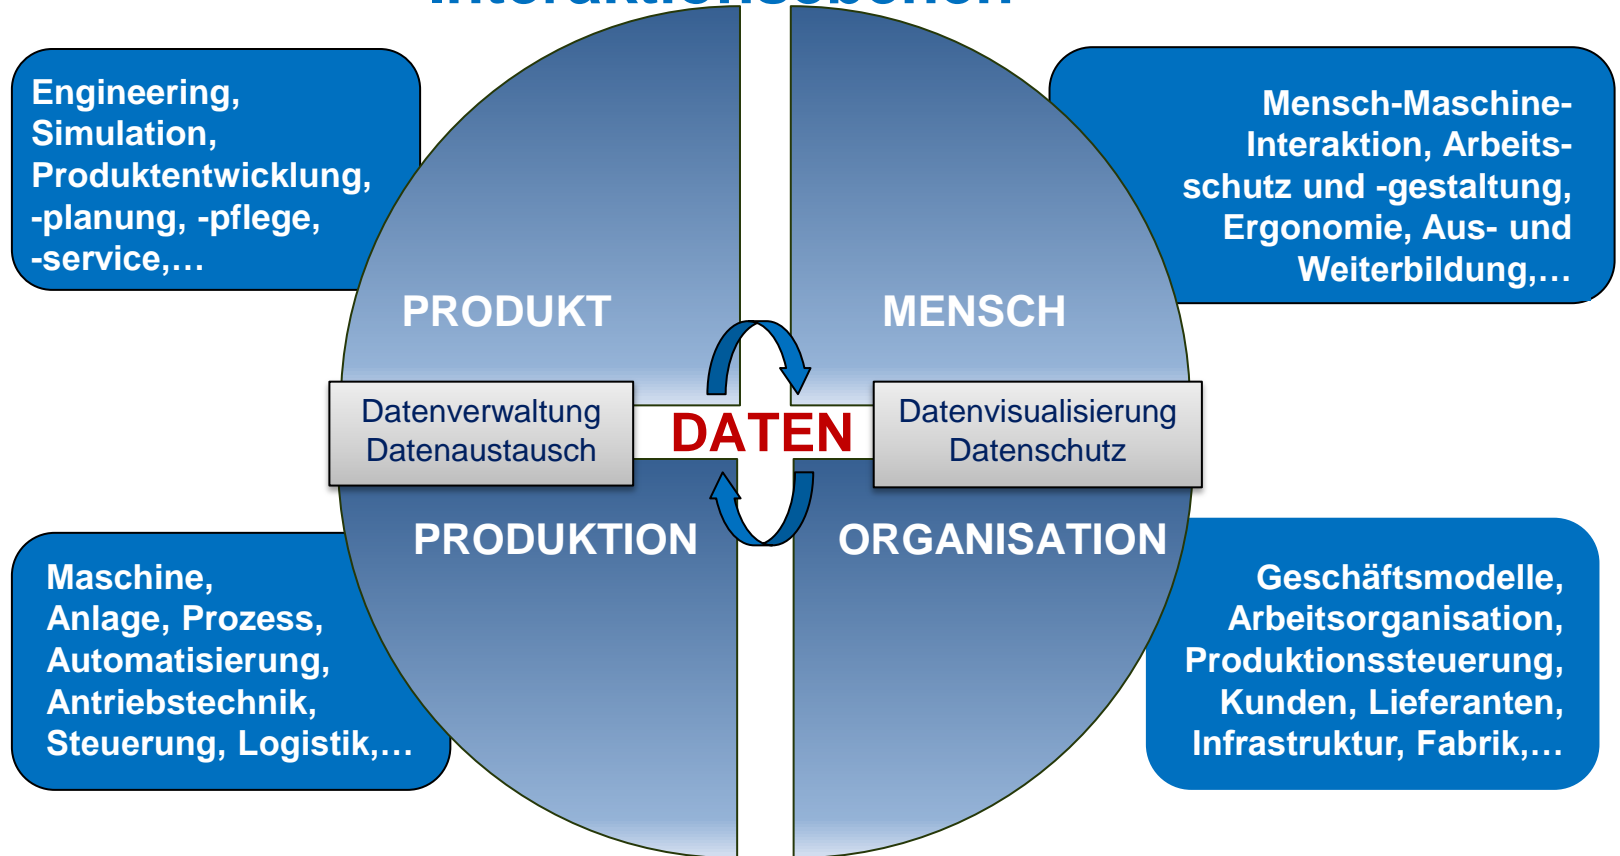 Interaktionsebenen
Engineering,
Simulation,
Produktentwicklung,
-planung, -pflege,
-service,…
Mensch-Maschine-
Interaktion, Arbeits-
schutz und -gestaltung,
Ergonomie, Aus- und
Weiterbildung,…
PRODUKT
MENSCH
Datenverwaltung
Datenaustausch
DATEN
Datenvisualisierung
Datenschutz
PRODUKTION
ORGANISATION
Maschine,
Anlage, Prozess,
Automatisierung,
Antriebstechnik,
Steuerung, Logistik,…
Geschäftsmodelle,
Arbeitsorganisation,
Produktionssteuerung,
Kunden, Lieferanten,
Infrastruktur, Fabrik,…